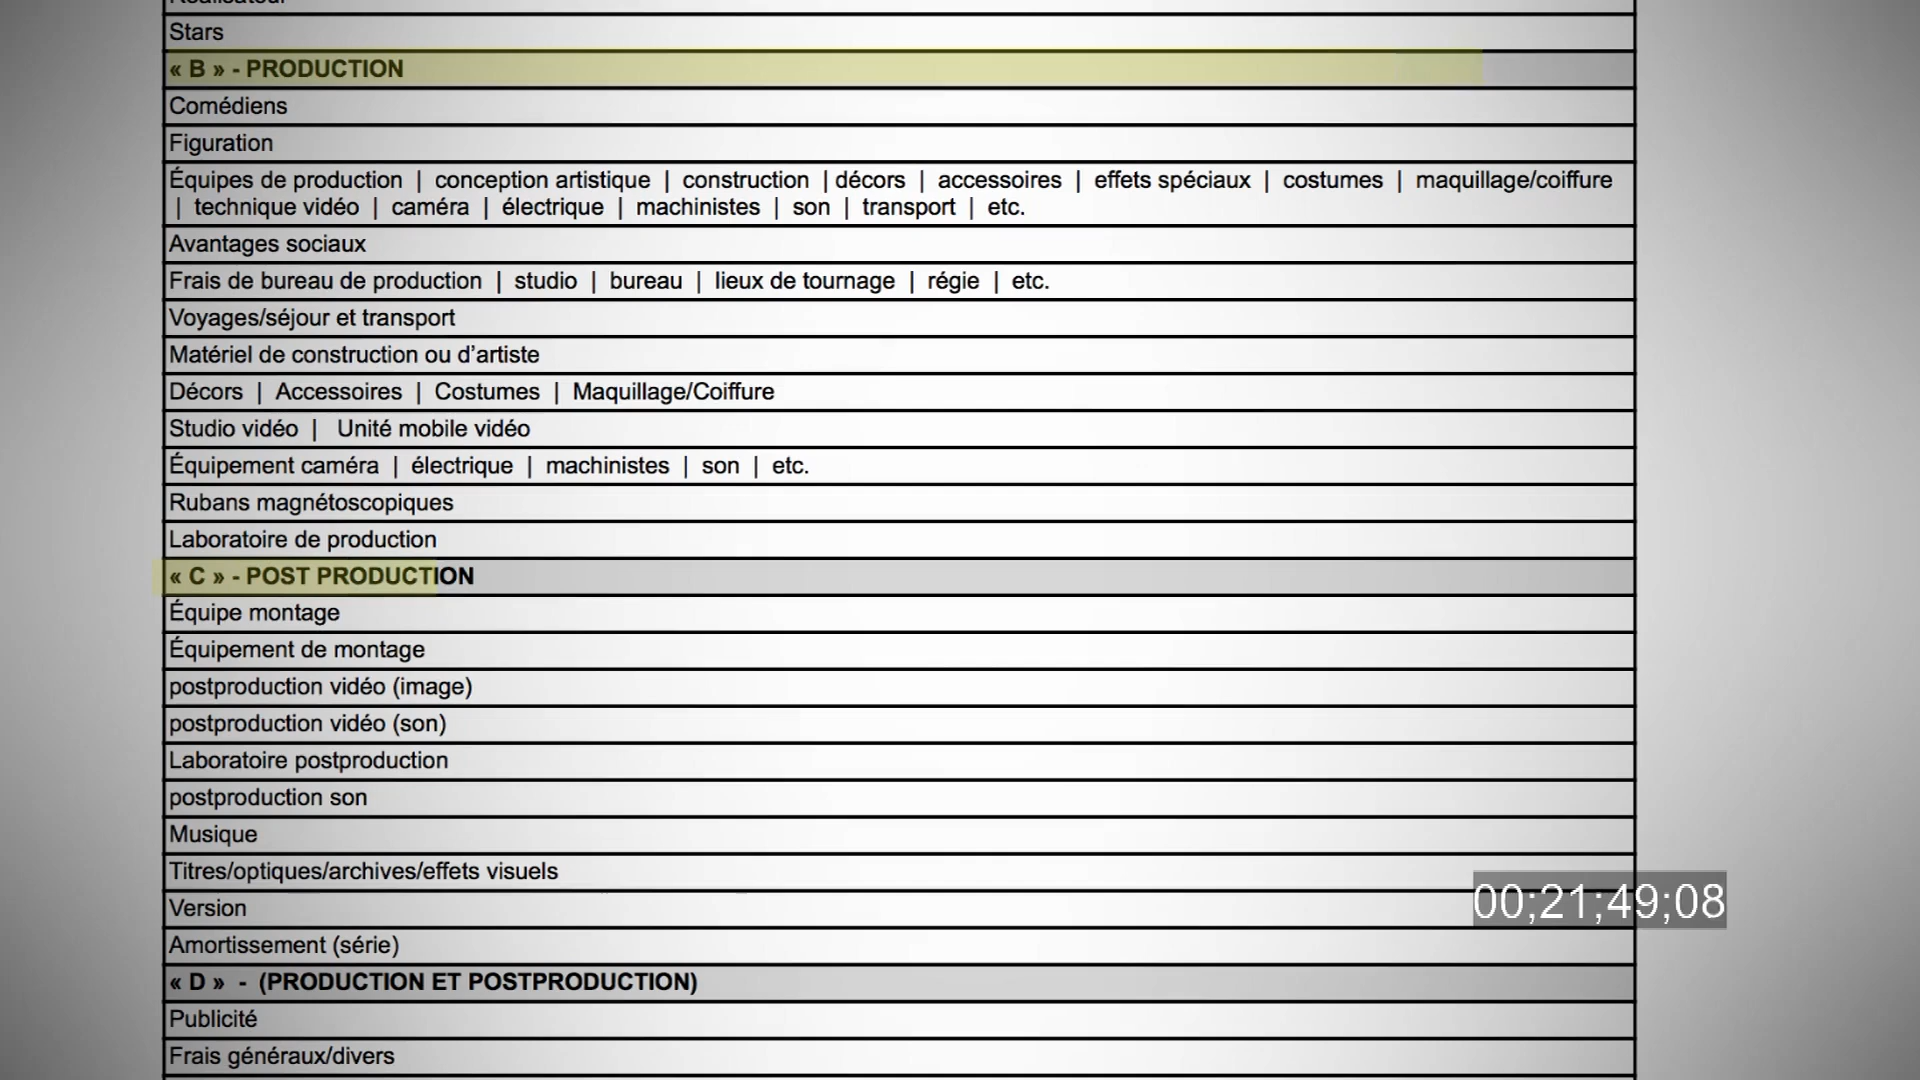 Réalisateur
Stars
« B » - PRODUCTION
Comédiens
Figuration
Équipes de production | conception artistique | construction | décors | accessoires | effets spéciaux | costumes | maquillage/coiffure
| technique vidéo | caméra | électrique | machinistes | son | transport | etc.
Avantages sociaux
Frais de bureau de production | studio | bureau | lieux de tournage | régie | etc.
Voyages/séjour et transport
Matériel de construction ou d’artiste
Décors | Accessoires | Costumes | Maquillage/Coiffure
Studio vidéo | Unité mobile vidéo
Équipement caméra | électrique | machinistes | son | etc.
Rubans magnétoscopiques
Laboratoire de production
« C » - POST PRODUCTION
Équipe montage
Équipement de montage
postproduction vidéo (image)
postproduction vidéo (son)
Laboratoire postproduction
postproduction son
Musique
Titres/optiques/archives/effets visuels
00;21;49;08
Version
Amortissement (série)
« D » - (PRODUCTION ET POSTPRODUCTION)
Publicité
Frais généraux/divers